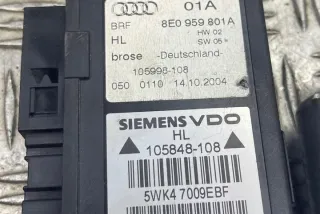 01A
BRF 8E0 959 801A
HL HW 02
SW 05
brose -Deutschland-
105998-108
050 0110 14.10.2004
SIEMENS VDO
HL
105848-108
5WK4 7009EBF